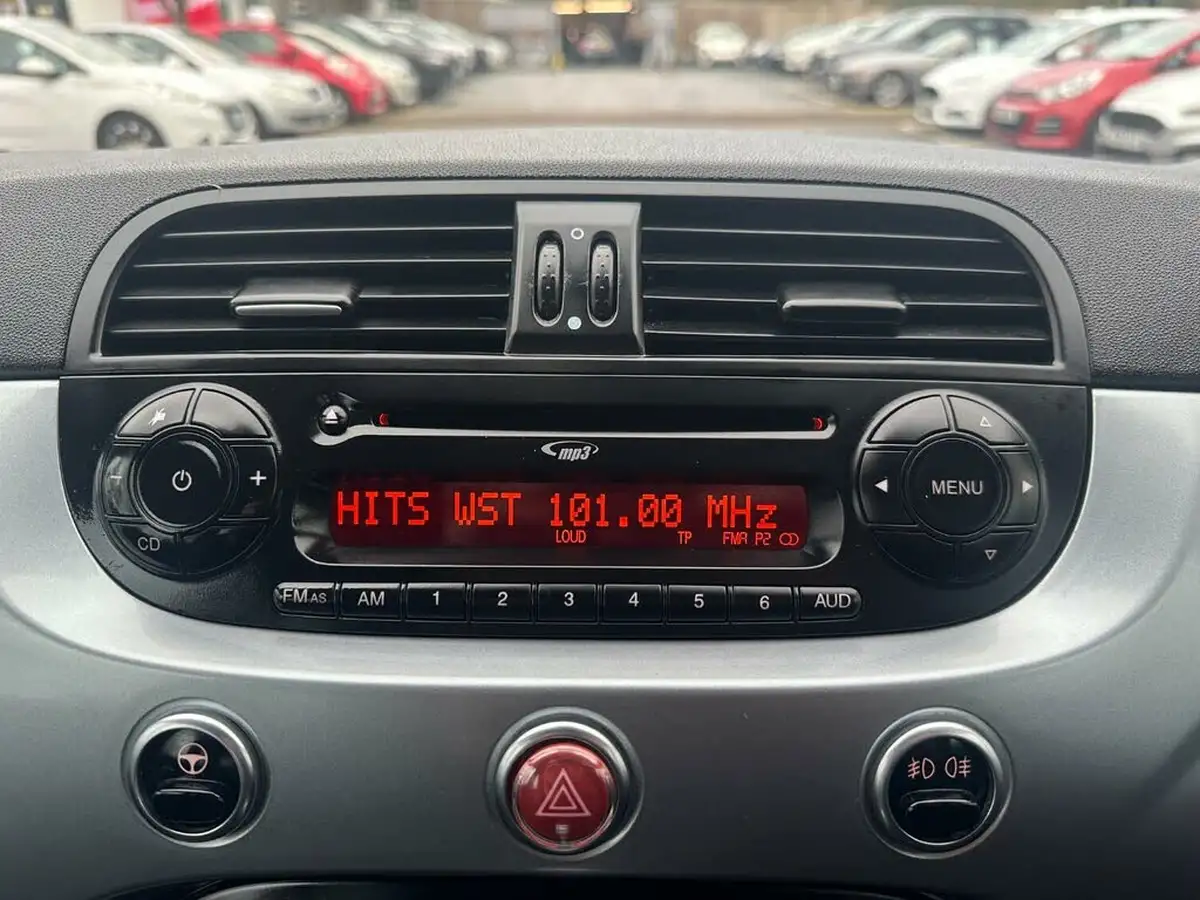 mp3
HITS WST 101.00 MHz
LOUD TP FMA P2
CD
MENU
FM AS AM 1 2 3 4 5 6 AUD